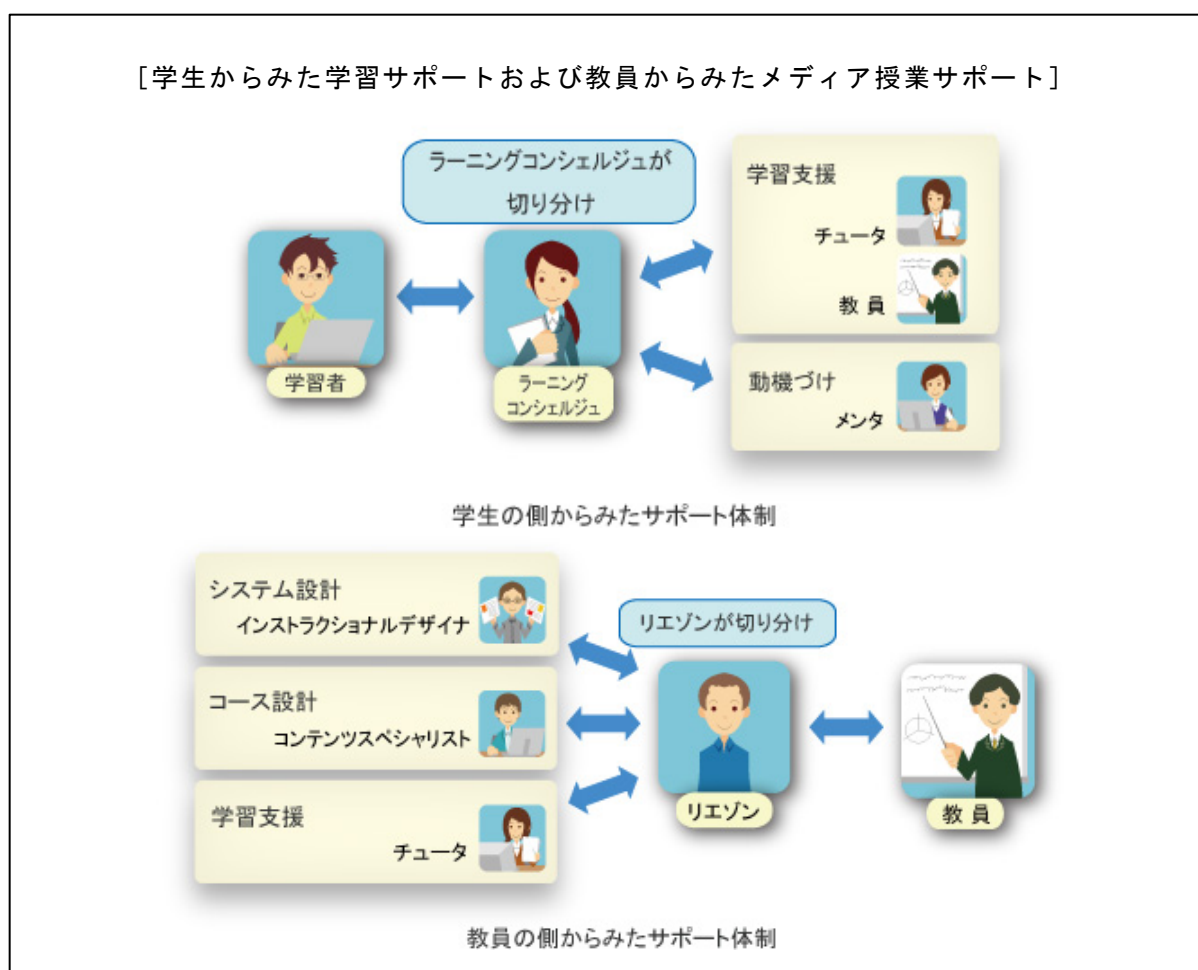 [学生からみた学習サポートおよび教員からみたメディア授業サポート]
ラーニングコンシェルジュが
切り分け
学習者
ラーニング
コンシェルジュ
学習支援
チュータ
教 員
動機づけ
メンタ
学生の側からみたサポート体制
システム設計
インストラクショナルデザイナ
コース設計
コンテンツスペシャリスト
学習支援
チュータ
リエゾンが切り分け
リエゾン
教 員
教員の側からみたサポート体制